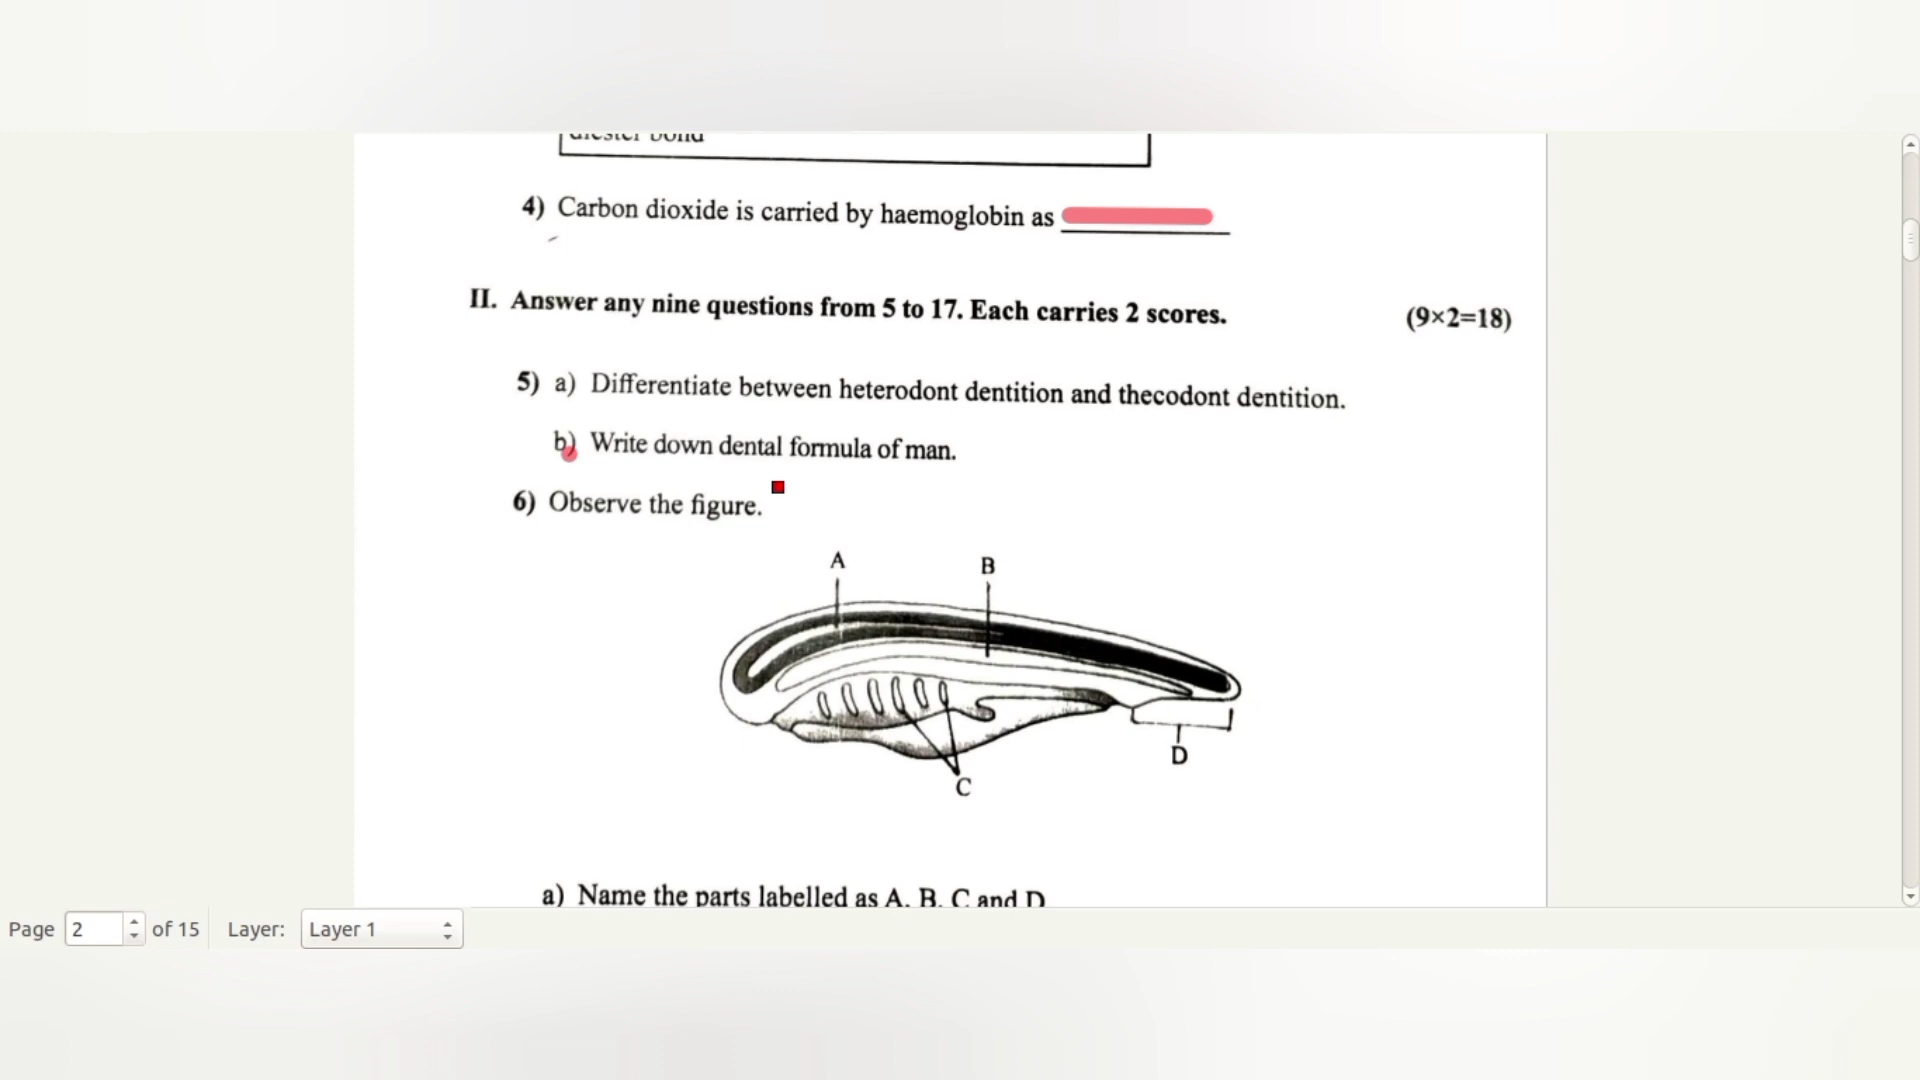 diester bond
4) Carbon dioxide is carried by haemoglobin as
II. Answer any nine questions from 5 to 17. Each carries 2 scores. (9×2=18)
5) a) Differentiate between heterodont dentition and thecodont dentition.
b) Write down dental formula of man.
6) Observe the figure.
A B
D
C
a) Name the parts labelled as A, B, C and D
Page 2 of 15 Layer: Layer 1